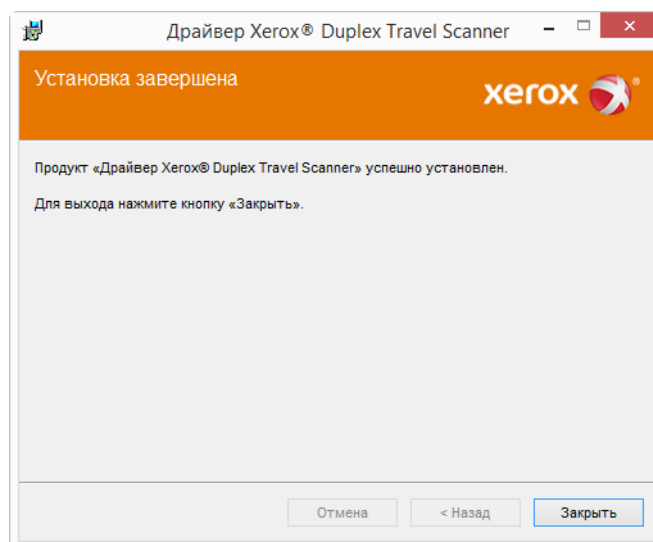 Драйвер Xerox® Duplex Travel Scanner
Установка завершена
xerox
Продукт «Драйвер Xerox® Duplex Travel Scanner» успешно установлен.
Для выхода нажмите кнопку «Закрыть».
Отмена
< Назад
Закрыть